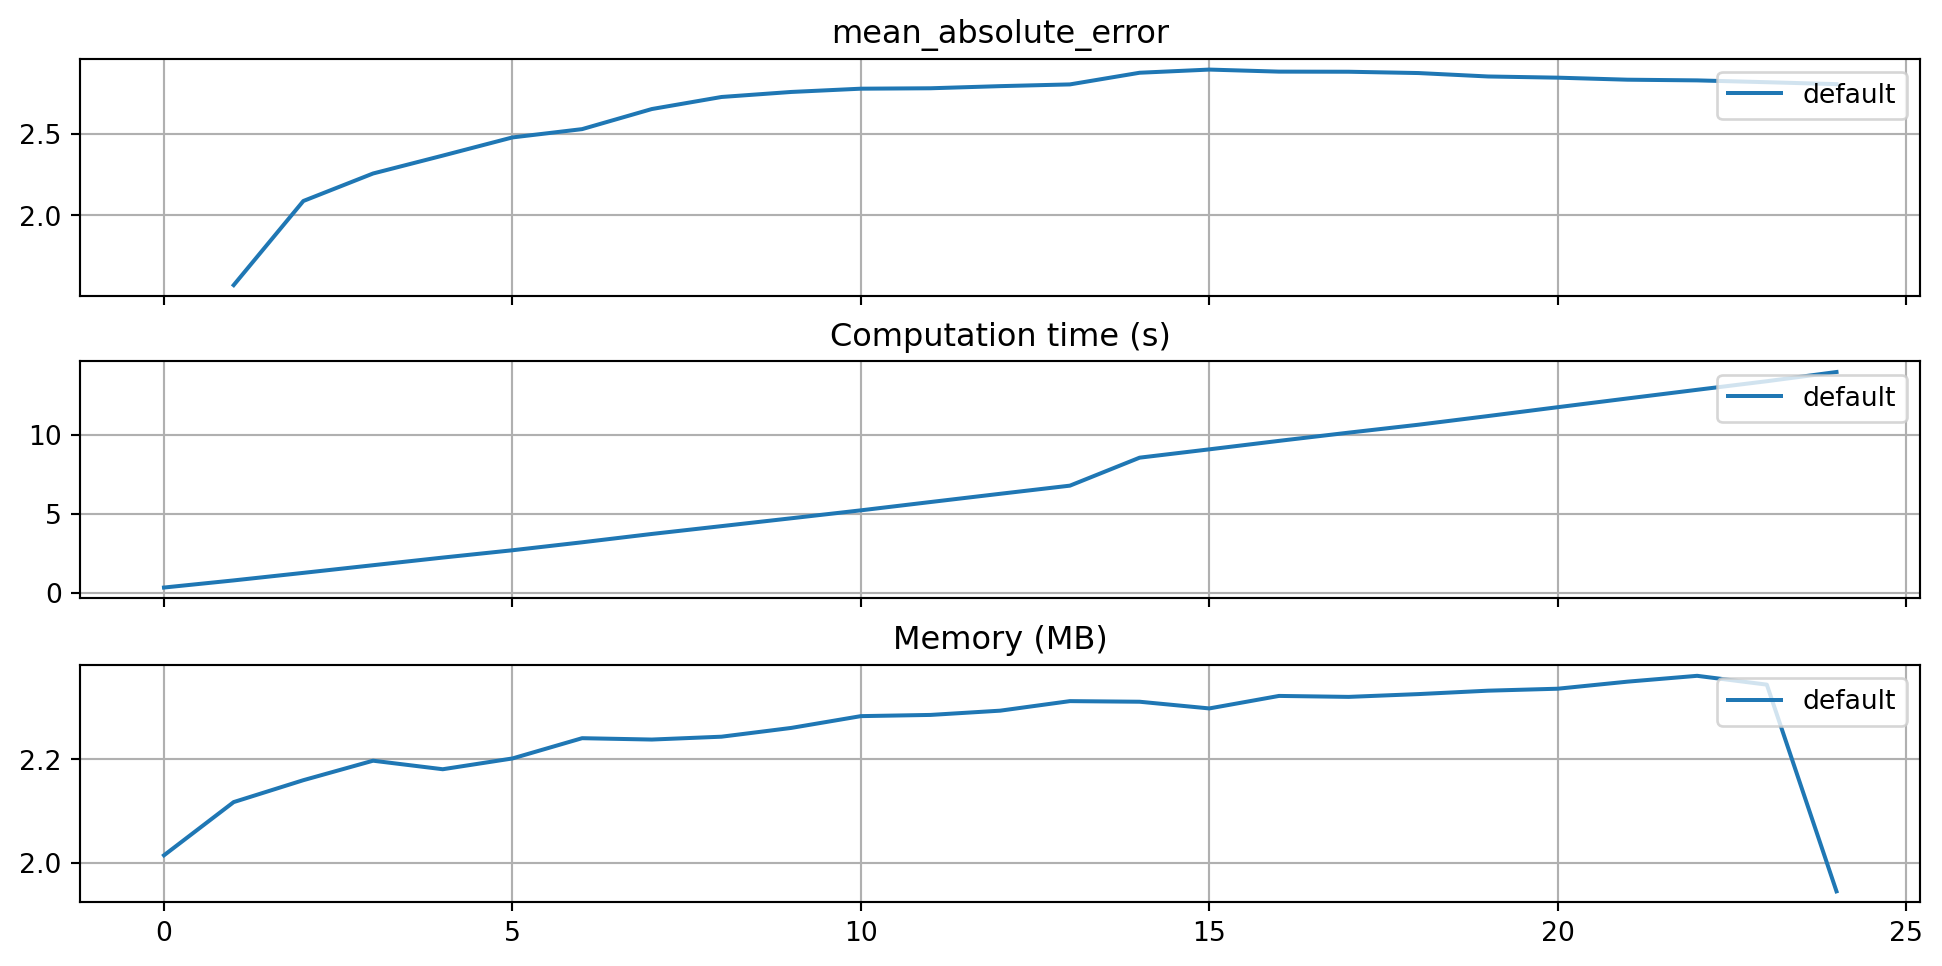 mean_absolute_error
2.5
2.0
default
Computation time (s)
10
5
0
default
Memory (MB)
2.2
2.0
default
0 5 10 15 20 25